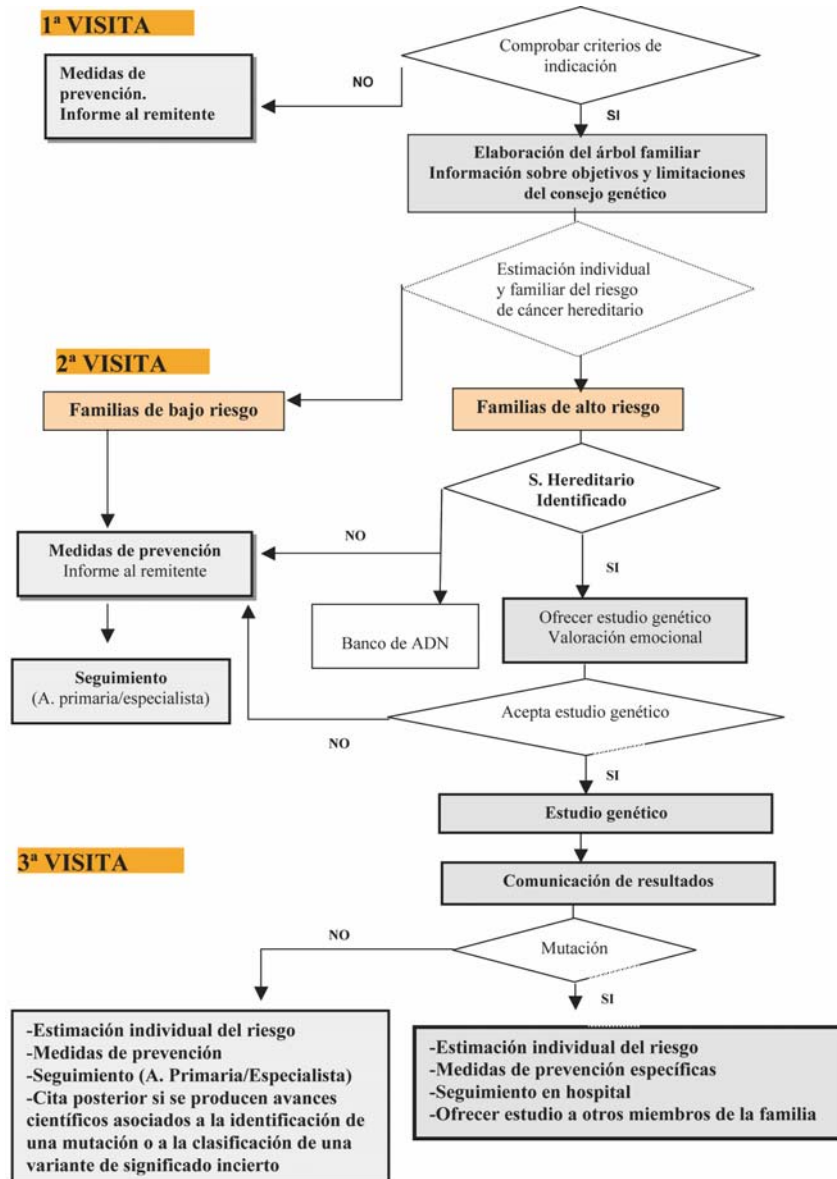 1ª VISITA
Comprobar criterios de
indicación
NO
Medidas de
prevención.
Informe al remitente
SI
Elaboración del árbol familiar
Información sobre objetivos y limitaciones
del consejo genético
Estimación individual
y familiar del riesgo
de cáncer hereditario
2ª VISITA
Familias de bajo riesgo
Familias de alto riesgo
S. Hereditario
Identificado
NO
Medidas de prevención
Informe al remitente
SI
Banco de ADN
Ofrecer estudio genético
Valoración emocional
Seguimiento
(A. primaria/especialista)
Acepta estudio genético
NO
SI
Estudio genético
3ª VISITA
Comunicación de resultados
NO
Mutación
SI
-Estimación individual del riesgo
-Medidas de prevención
-Seguimiento (A. Primaria/Especialista)
-Cita posterior si se producen avances
científicos asociados a la identificación de
una mutación o a la clasificación de una
variante de significado incierto
-Estimación individual del riesgo
-Medidas de prevención específicas
-Seguimiento en hospital
-Ofrecer estudio a otros miembros de la familia